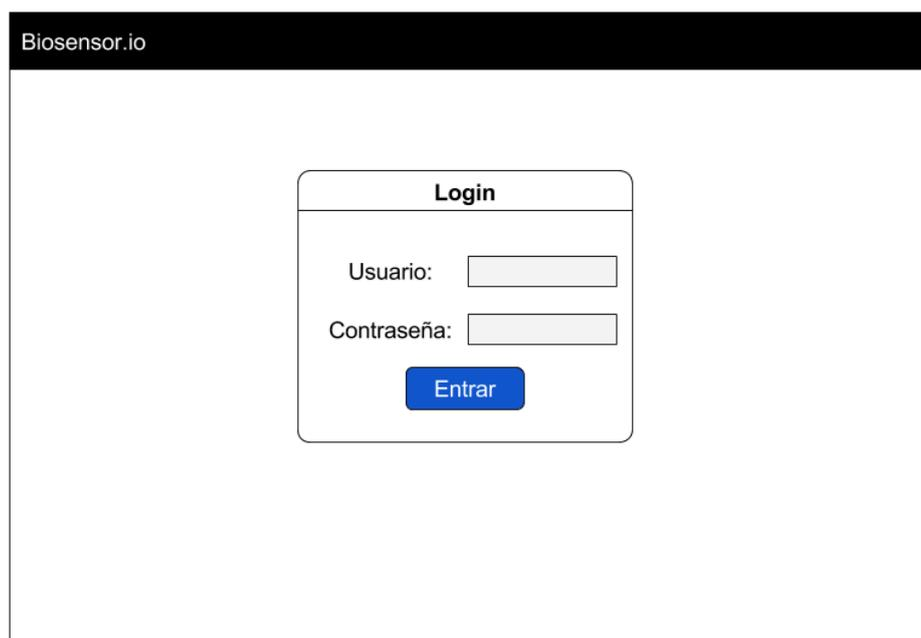 Biosensor.io
Login
Usuario:
Contraseña:
Entrar